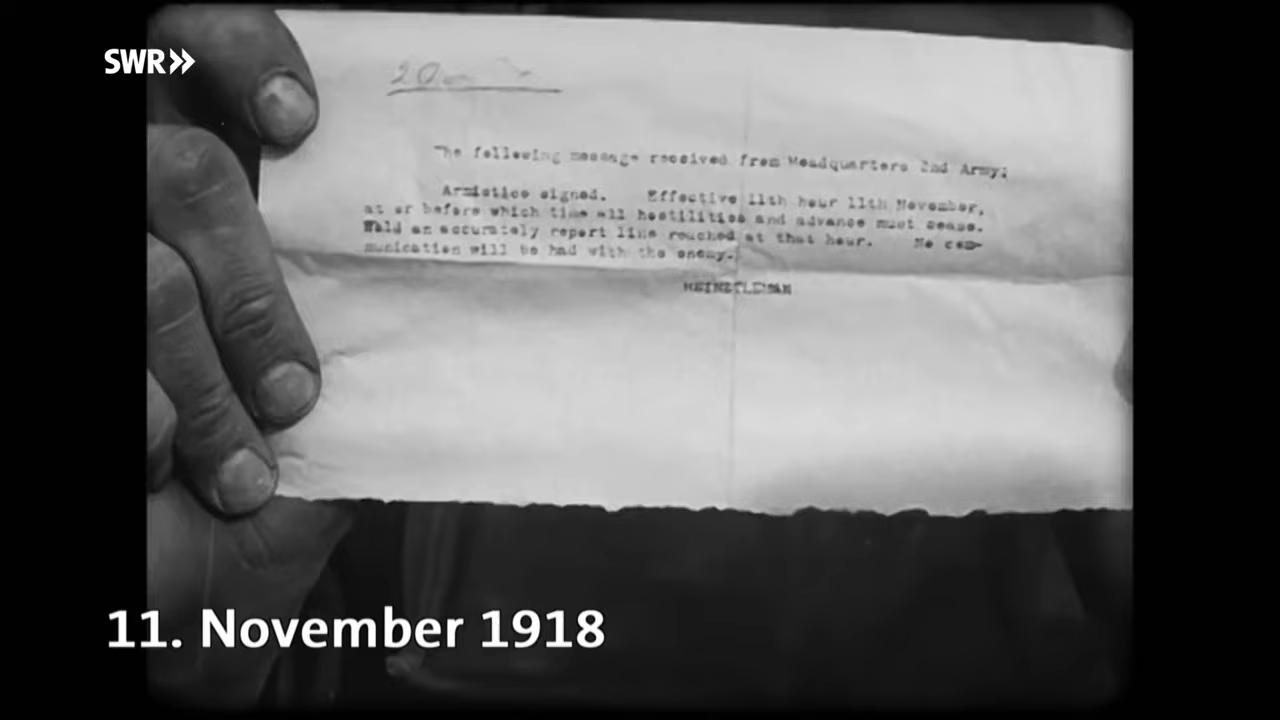 SWR
The following message received from Headquarters 2nd Army:
Armistice signed. Effective 11th hour 11th November,
at or before which time all hostilities and advance must cease.
Hold an accurately report line reached at that hour. No com-
munication will be had with the enemy.
HEINTZLEMAN
11. November 1918